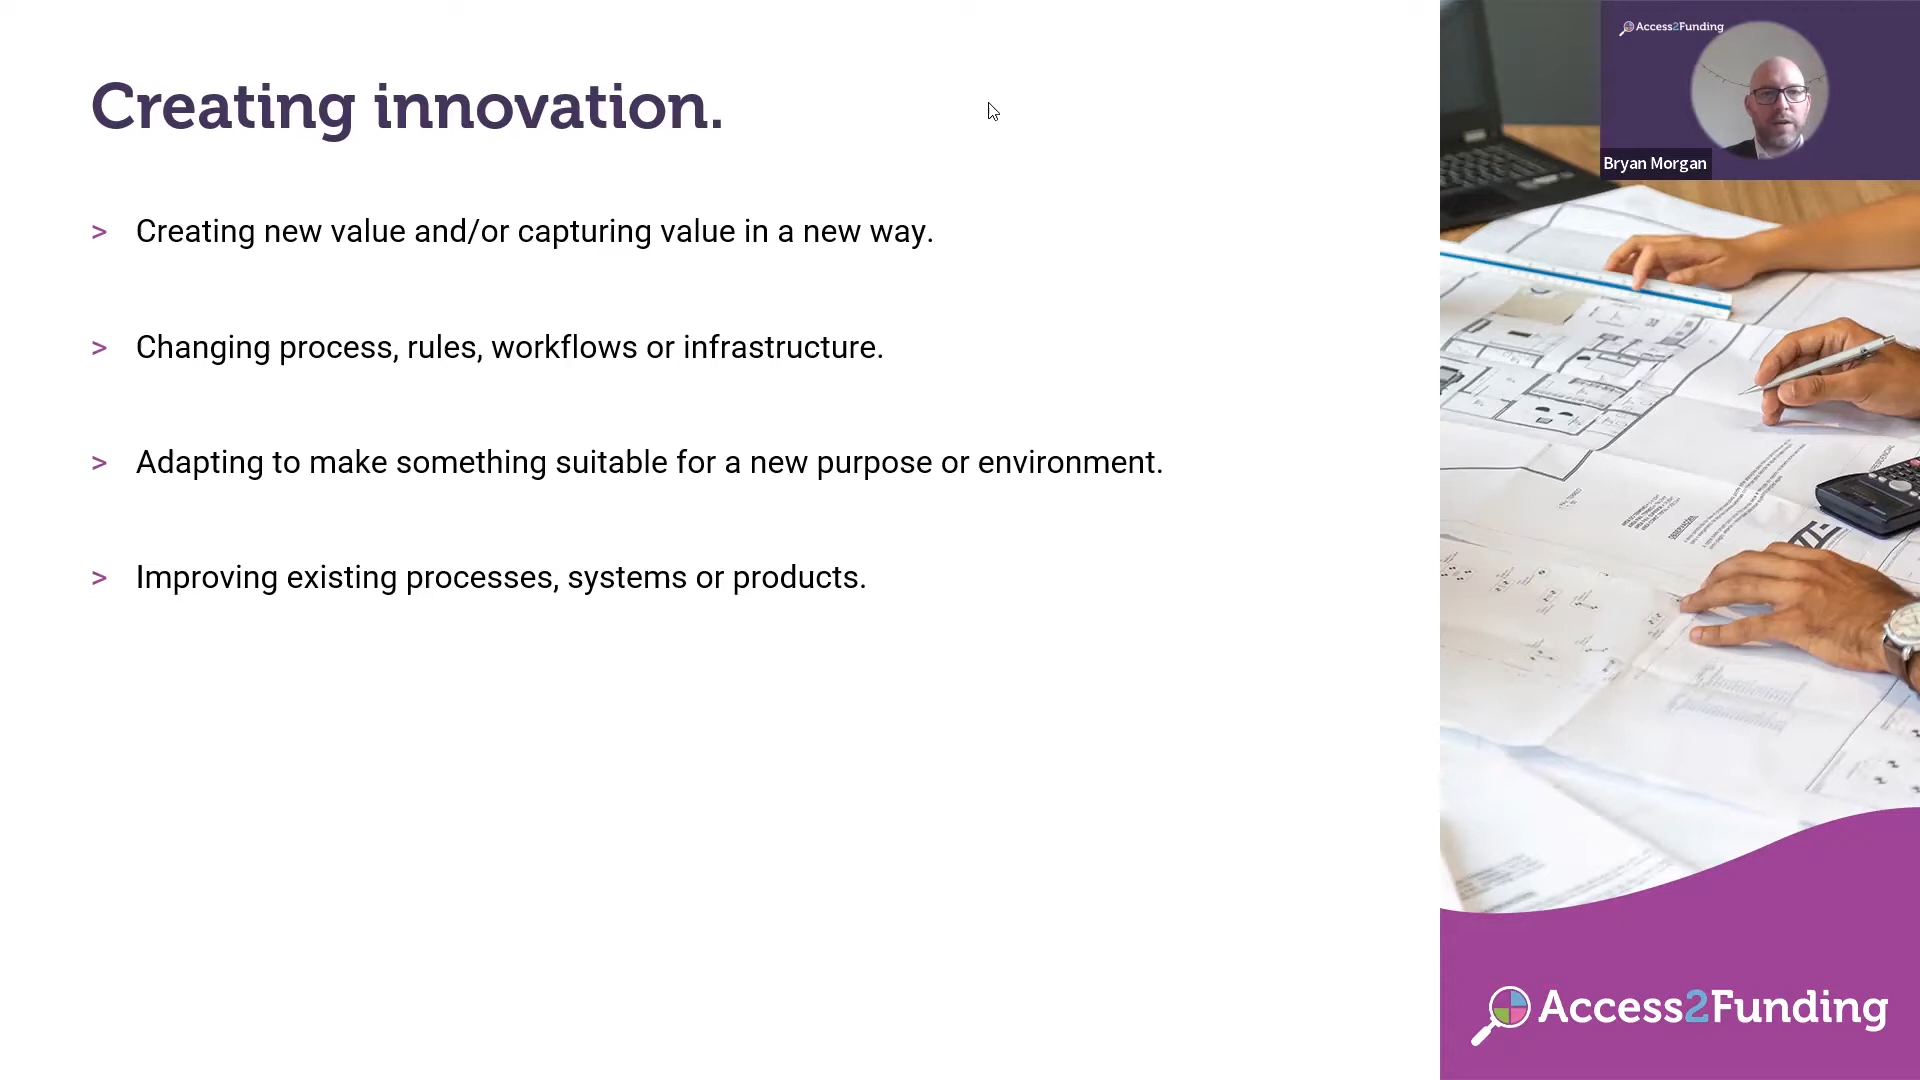 Creating innovation.
> Creating new value and/or capturing value in a new way.
> Changing process, rules, workflows or infrastructure.
> Adapting to make something suitable for a new purpose or environment.
> Improving existing processes, systems or products.
Access2Funding
Bryan Morgan
Access2Funding